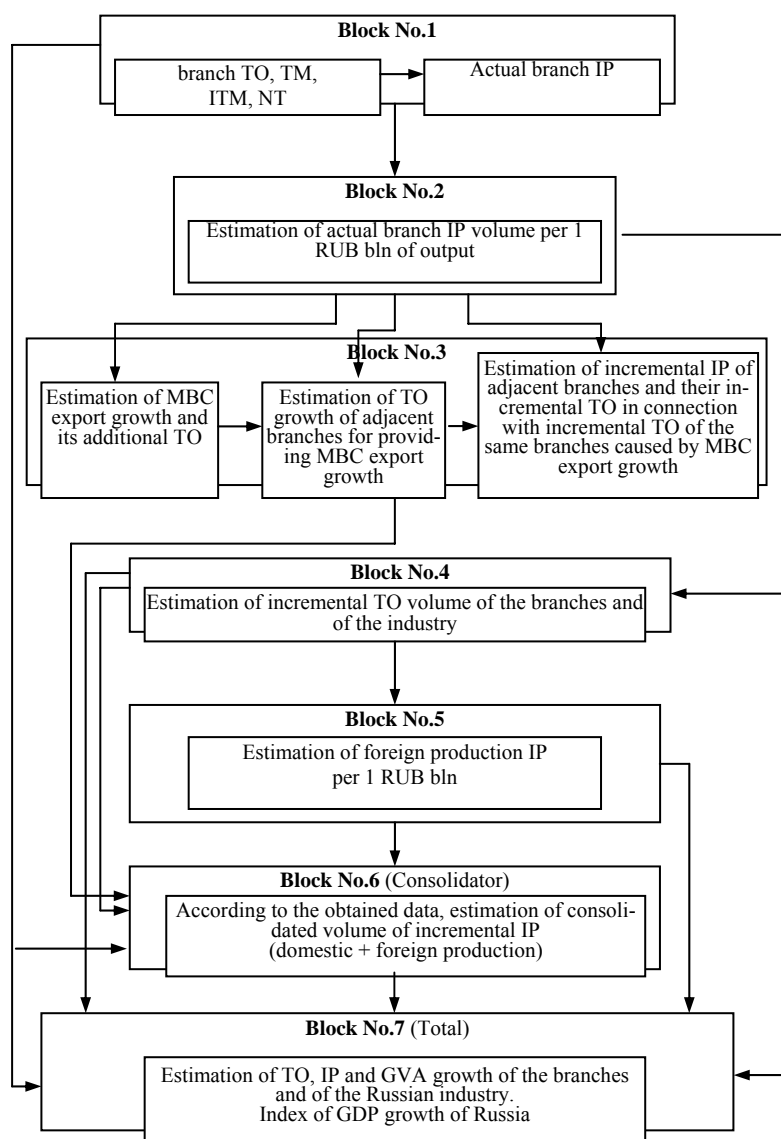 Block No.1
branch TO, TM,
ITM, NT
Actual branch IP
Block No.2
Estimation of actual branch IP volume per 1
RUB bln of output
Block No.3
Estimation of MBC
export growth and
its additional TO
Estimation of TO
growth of adjacent
branches for provid-
ing MBC export
growth
Estimation of incremental IP of
adjacent branches and their in-
cremental TO in connection
with incremental TO of the
same branches caused by MBC
export growth
Block No.4
Estimation of incremental TO volume of the branches and
of the industry
Block No.5
Estimation of foreign production IP
per 1 RUB bln
Block No.6 (Consolidator)
According to the obtained data, estimation of consoli-
dated volume of incremental IP
(domestic + foreign production)
Block No.7 (Total)
Estimation of TO, IP and GVA growth of the branches
and of the Russian industry.
Index of GDP growth of Russia